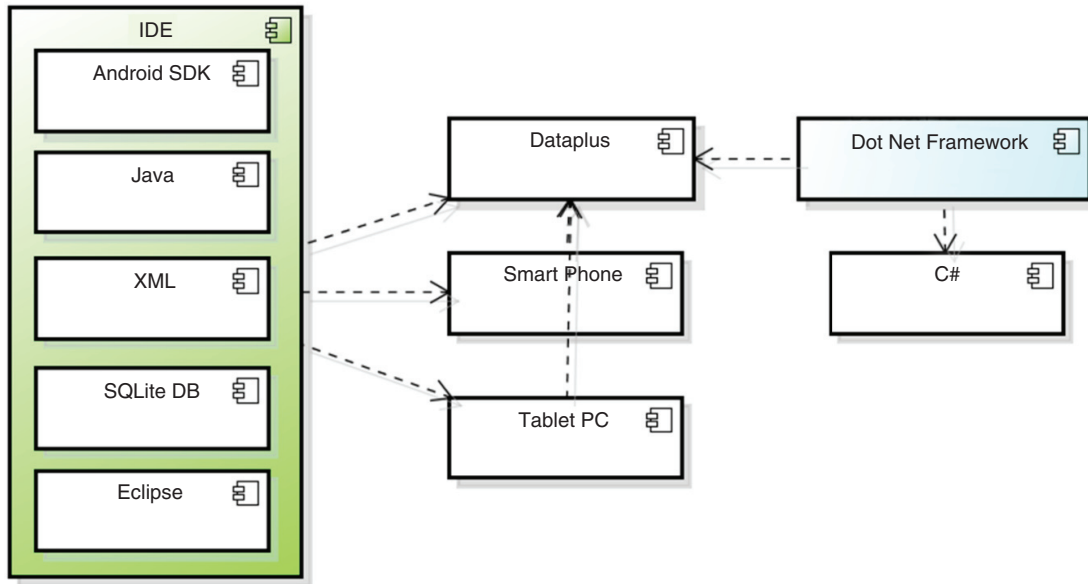 IDE
Android SDK
Java
XML
SQLite DB
Eclipse
Dataplus
Smart Phone
Tablet PC
Dot Net Framework
C#